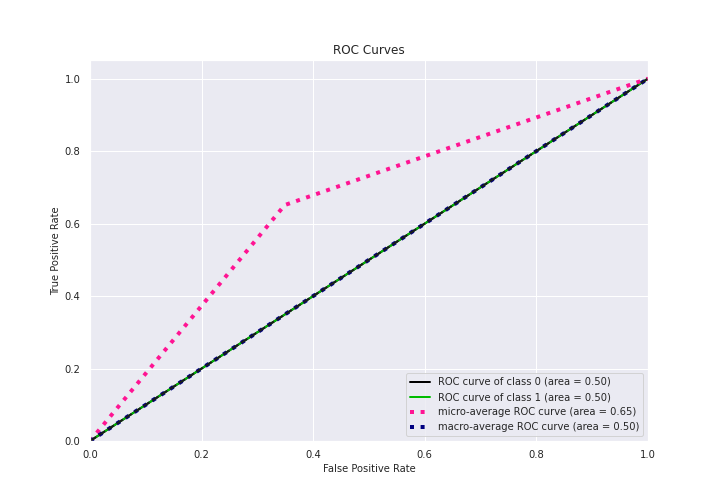 ROC Curves
1.0
0.8
0.6
0.4
0.2
0.0
True Positive Rate
ROC curve of class 0 (area = 0.50)
ROC curve of class 1 (area = 0.50)
micro-average ROC curve (area = 0.65)
macro-average ROC curve (area = 0.50)
0.0 0.2 0.4 0.6 0.8 1.0
False Positive Rate